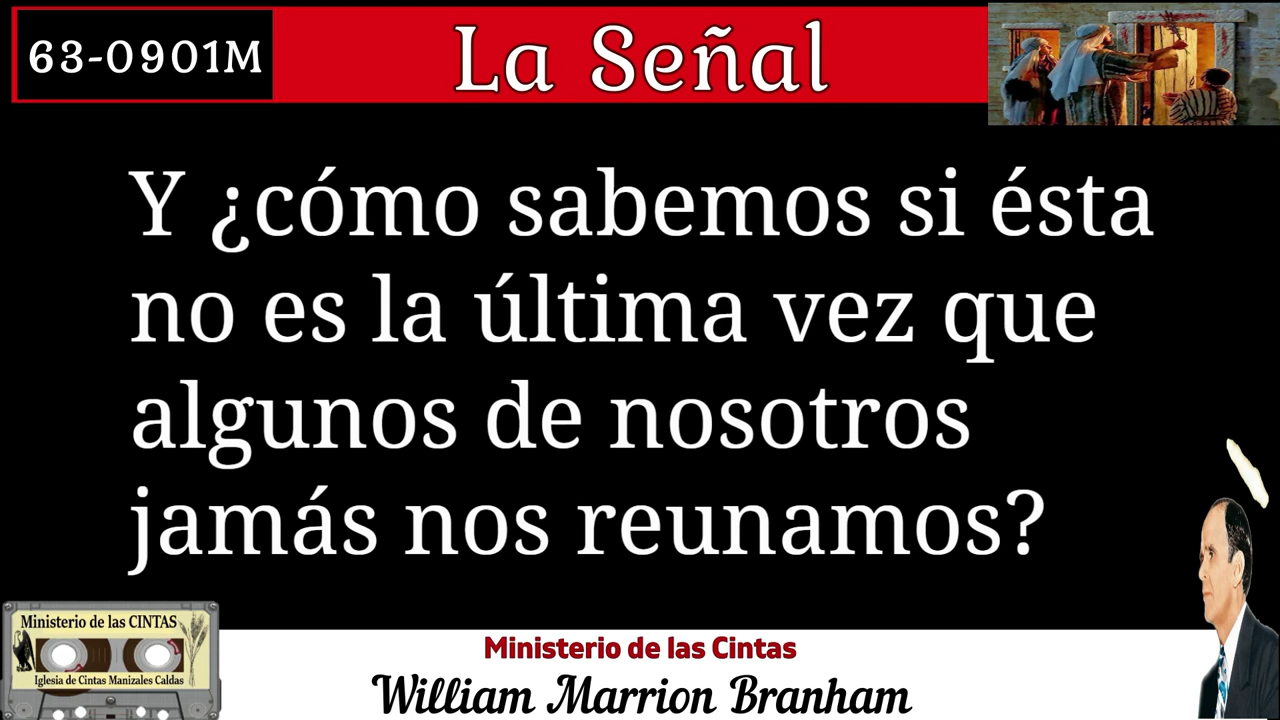 63-0901M
La Señal
Y ¿cómo sabemos si ésta
no es la última vez que
algunos de nosotros
jamás nos reunamos?
Ministerio de las CINTAS
Iglesia de Cintas Manizales Caldas
Ministerio de las Cintas
William Marrion Branham